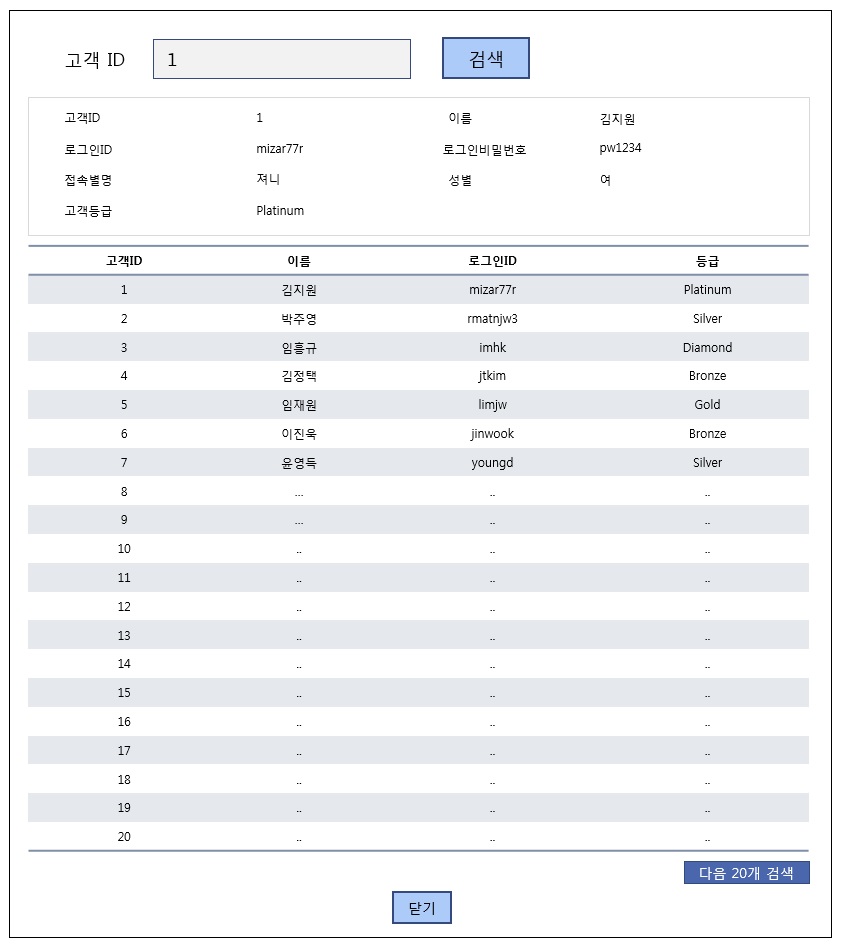 고객 ID 1 검색
고객ID 1 이름 김지원
로그인ID mizar77r 로그인비밀번호 pw1234
접속별명 져니 성별 여
고객등급 Platinum
고객ID 이름 로그인ID 등급
1 김지원 mizar77r Platinum
2 박주영 rmatnjw3 Silver
3 임흥규 imhk Diamond
4 김정택 jtkim Bronze
5 임재원 limjw Gold
6 이진욱 jinwook Bronze
7 윤영득 youngd Silver
8 ... .. ..
9 ... .. ..
10 .. .. ..
11 .. .. ..
12 .. .. ..
13 .. .. ..
14 .. .. ..
15 .. .. ..
16 .. .. ..
17 .. .. ..
18 .. .. ..
19 .. .. ..
20 .. .. ..
다음 20개 검색
닫기